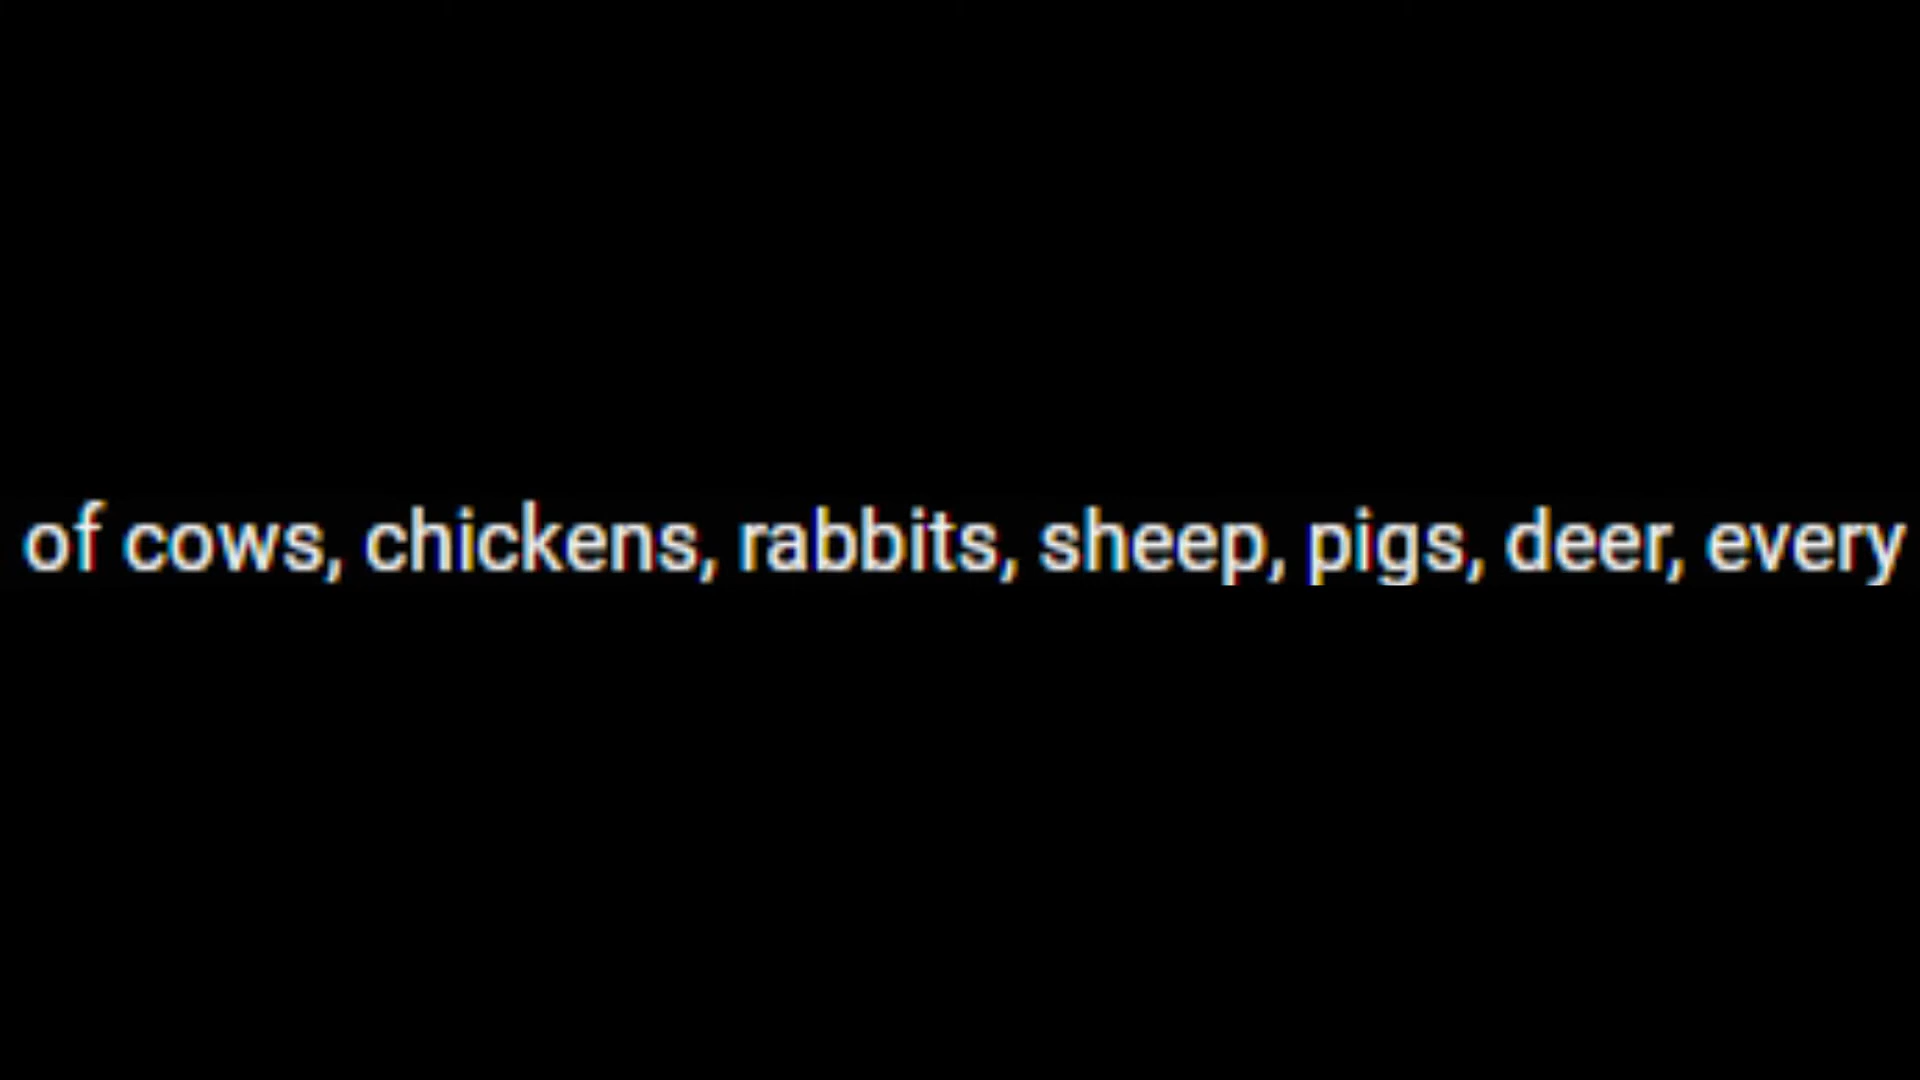 of cows, chickens, rabbits, sheep, pigs, deer, every